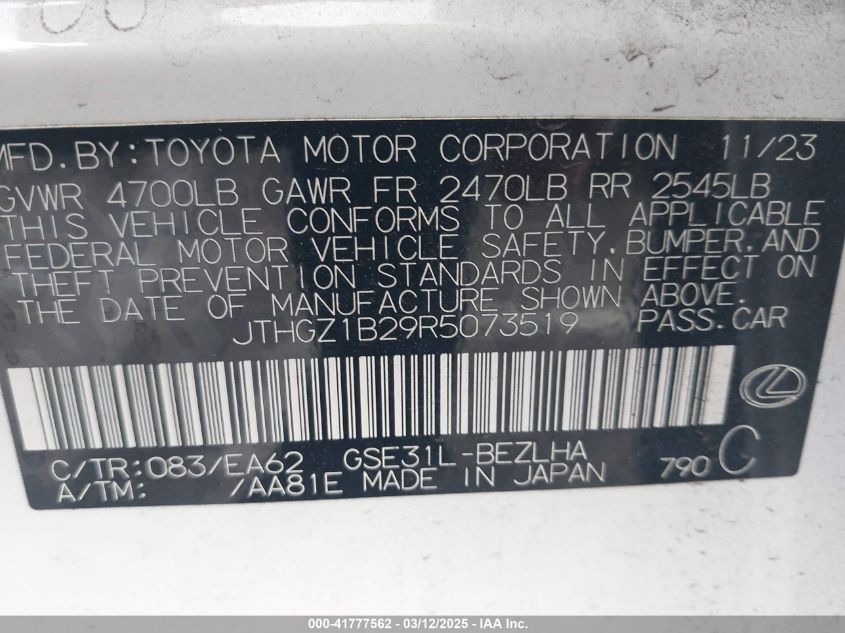 MFD.BY:TOYOTA MOTOR CORPORATION 11/23
GVWR 4700LB GAWR FR 2470LB RR 2545LB
THIS VEHICLE CONFORMS TO ALL APPLICABLE
FEDERAL MOTOR VEHICLE SAFETY,BUMPER,AND
THEFT PREVENTION STANDARDS IN EFFECT ON
THE DATE OF MANUFACTURE SHOWN ABOVE.
JTHGZ1B29R5073519 PASS.CAR
C/TR:083/EA62 GSE31L-BEZLHA
A/TM: /AA81E MADE IN JAPAN 790 C
000-41777562 - 03/12/2025 - IAA Inc.